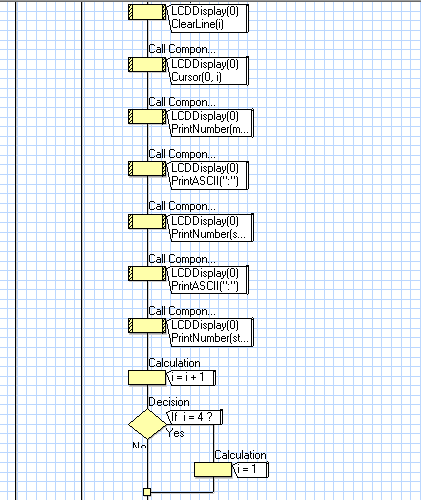 LCDDisplay(0)
ClearLine(i)
Call Compon...
LCDDisplay(0)
Cursor(0, i)
Call Compon...
LCDDisplay(0)
PrintNumber(m...
Call Compon...
LCDDisplay(0)
PrintASCII(":")
Call Compon...
LCDDisplay(0)
PrintNumber(s...
Call Compon...
LCDDisplay(0)
PrintASCII(":")
Call Compon...
LCDDisplay(0)
PrintNumber(st...
Calculation
i = i + 1
Decision
If i = 4 ?
Yes
No
Calculation
i = 1